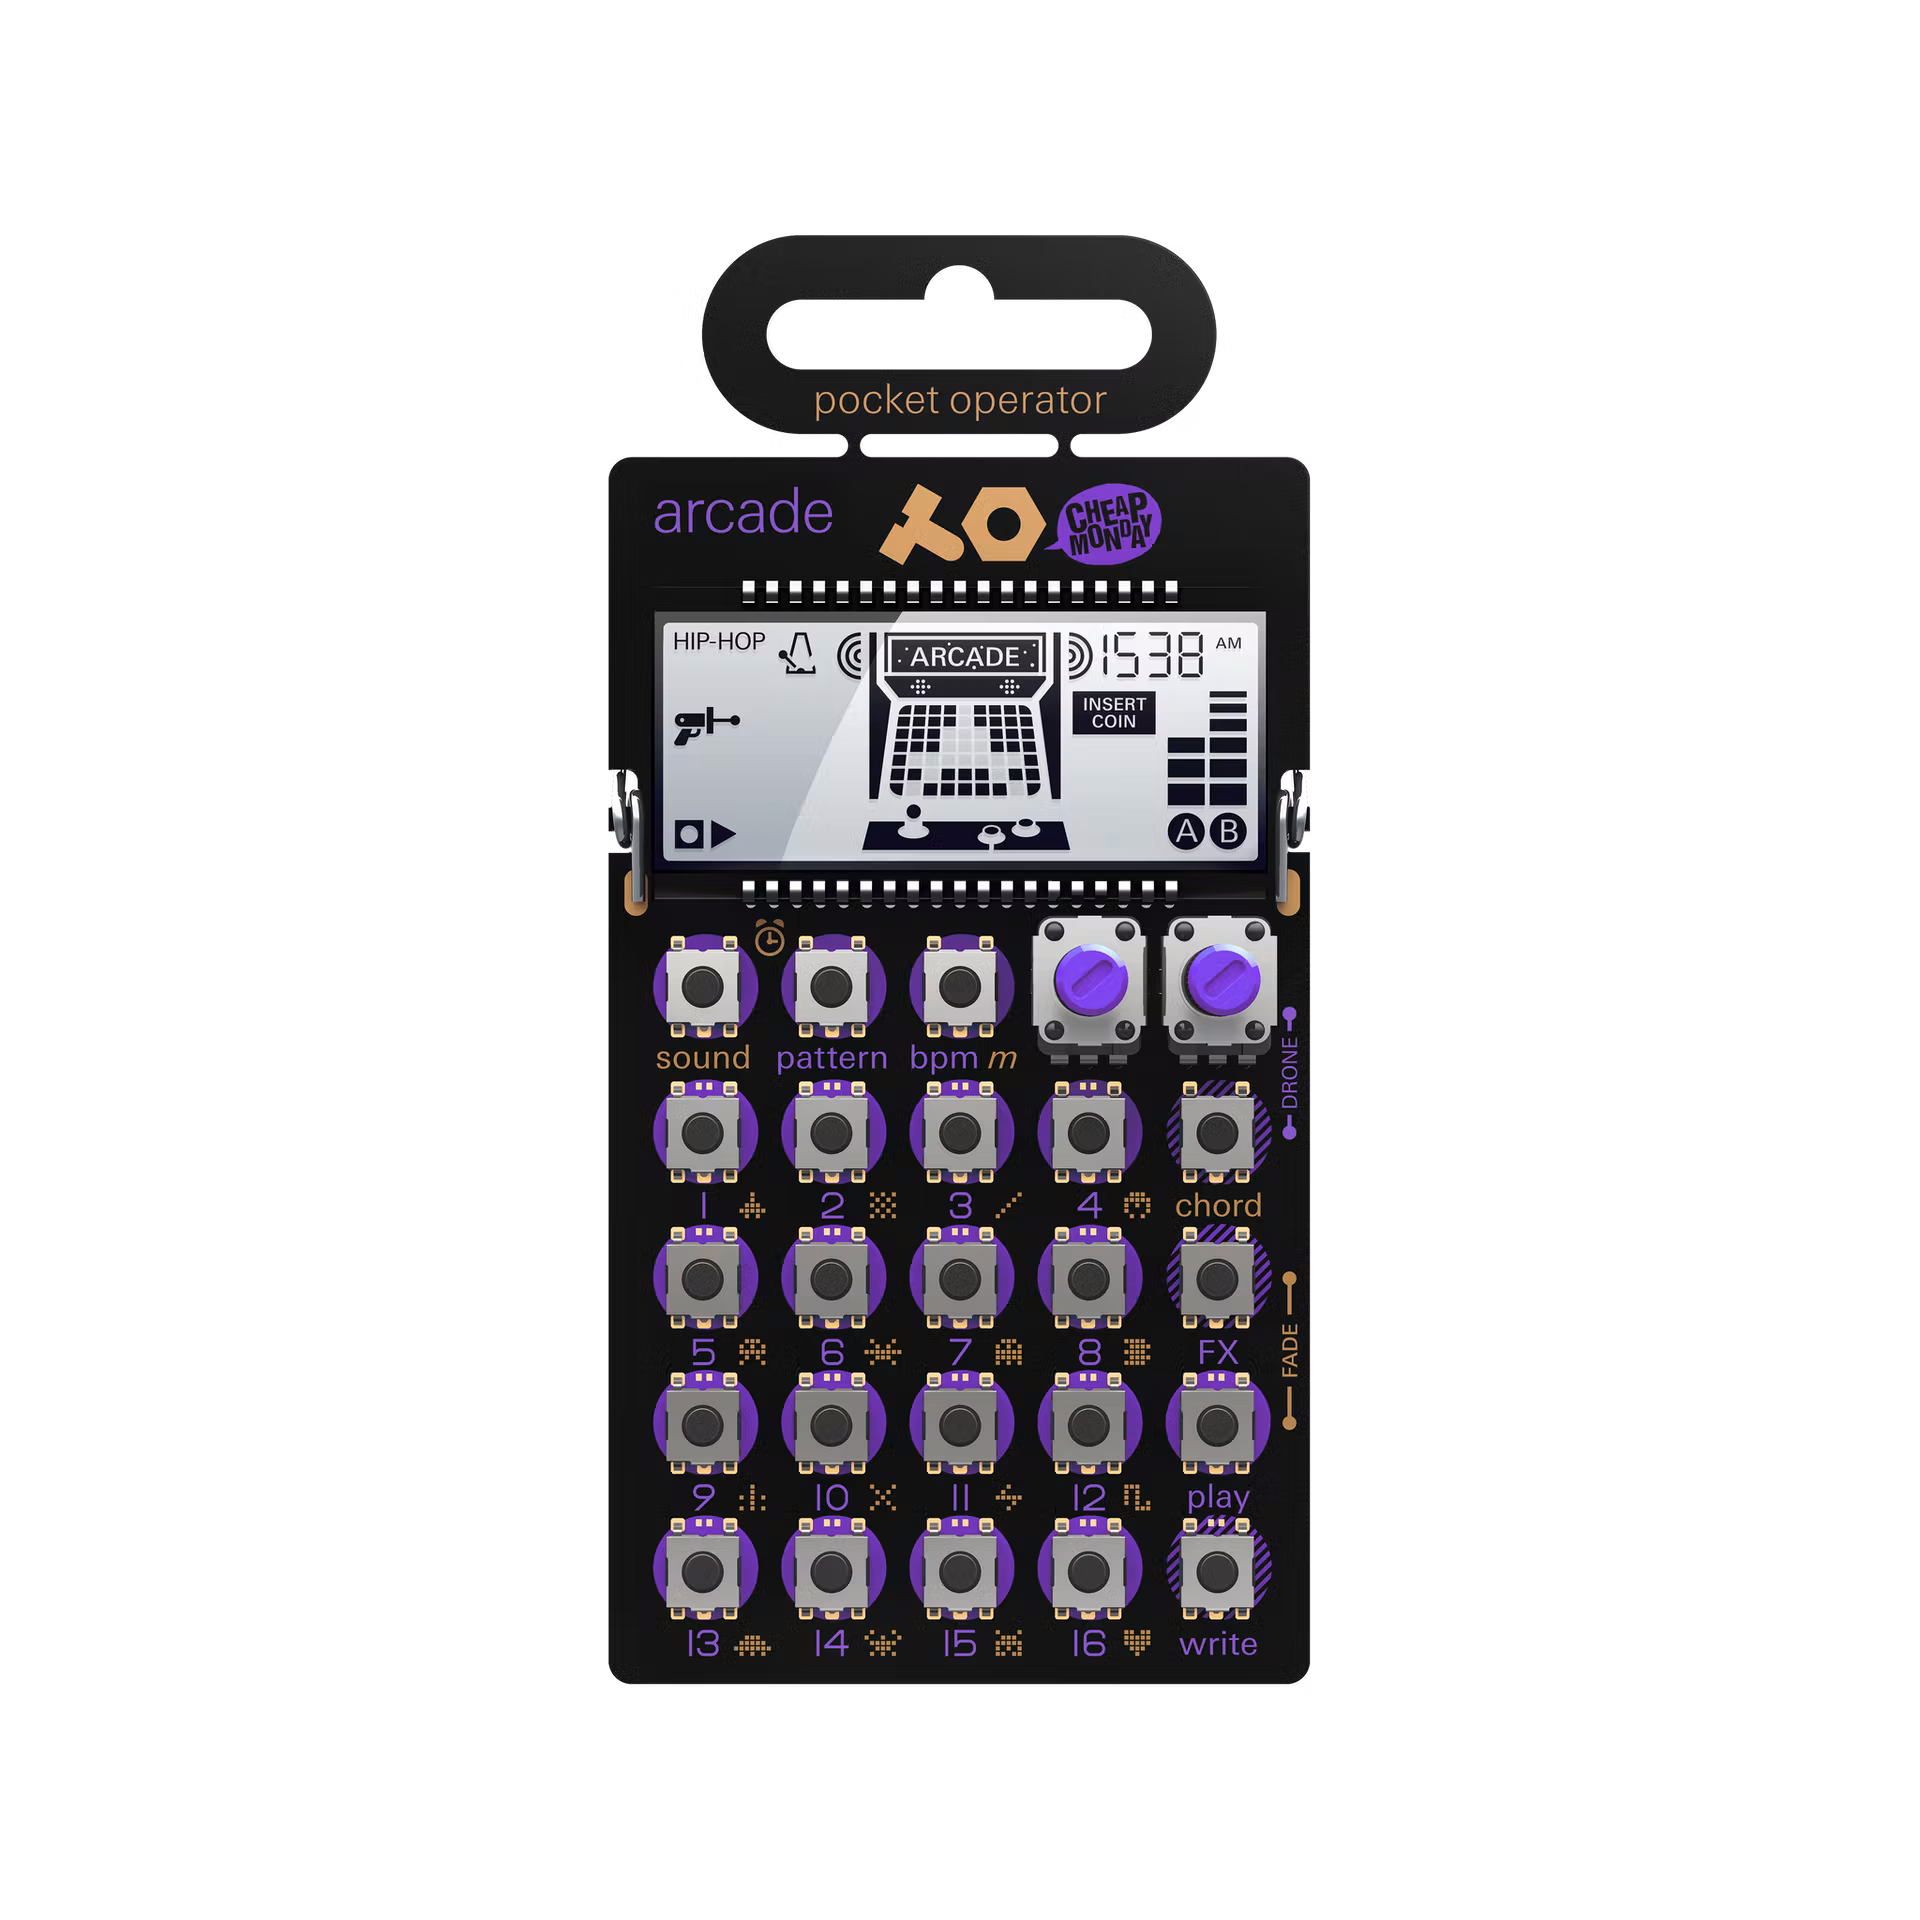 pocket operator
arcade
CHEAP
MONDAY
HIP-HOP
ARCADE
1538 AM
INSERT
COIN
A B
sound pattern bpm m
DRONE
1 2 3 4 chord
5 6 7 8 FX
FADE
9 10 11 12 play
13 14 15 16 write